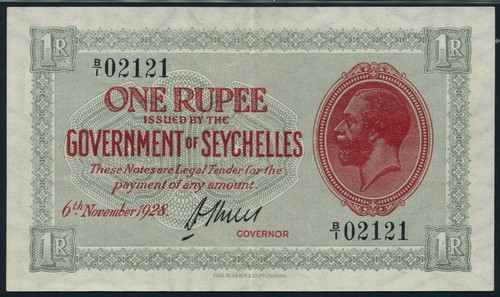 1R 1R
B/1 02121
ONE RUPEE
ISSUED BY THE
GOVERNMENT OF SEYCHELLES
These Notes are Legal Tender for the
payment of any amount.
6th November 1928.
GOVERNOR
B/1 02121
1R 1R